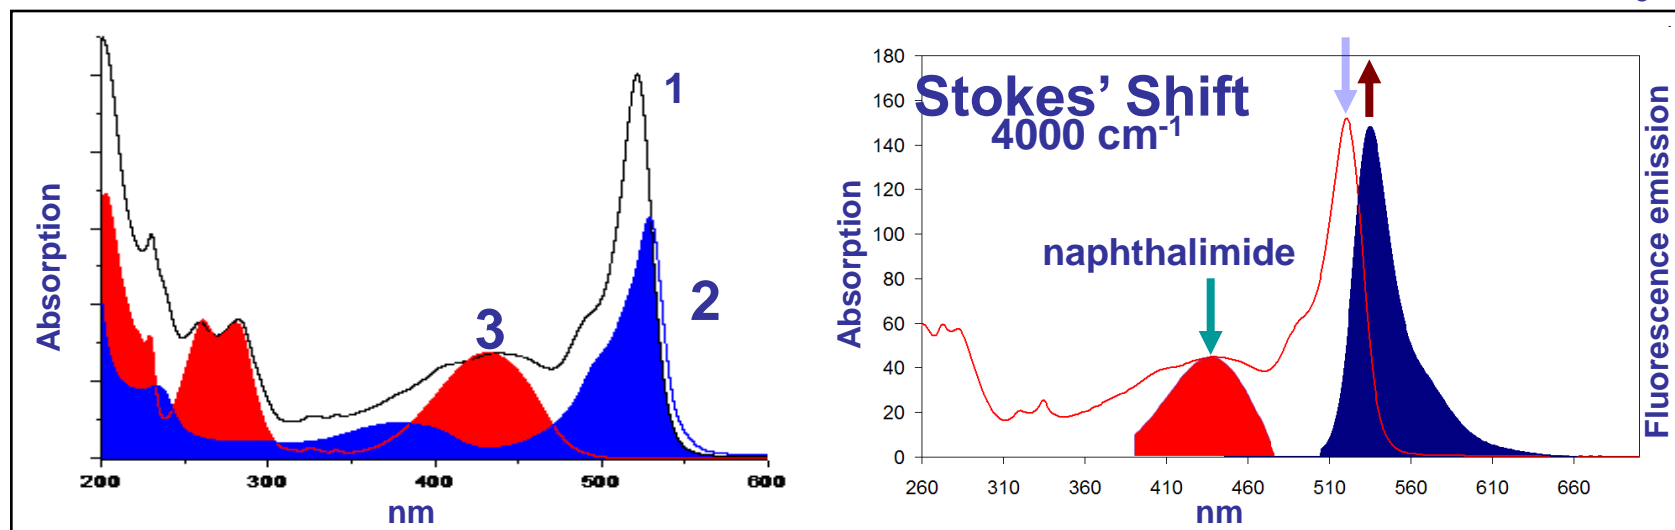 Absorption
1
2
3
200 300 400 500 600
nm
Absorption
180
160
140
120
100
80
60
40
20
0
Stokes’ Shift
4000 cm-1
naphthalimide
260 310 360 410 460 510 560 610 660
nm
Fluorescence emission